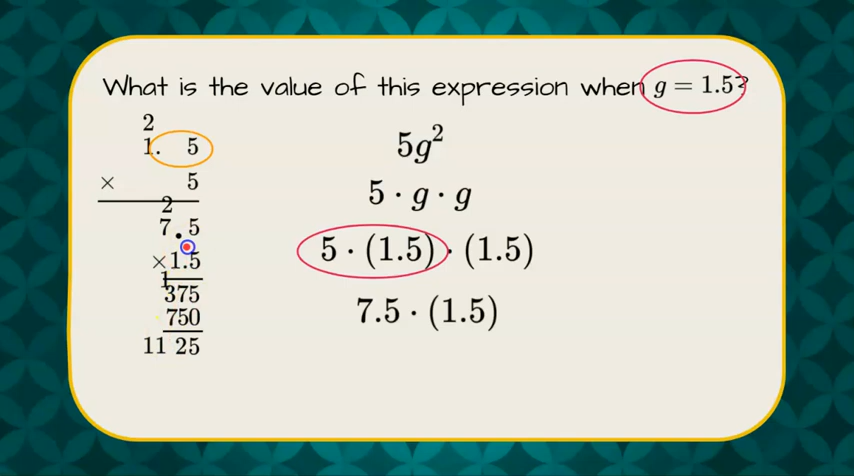 What is the value of this expression when g = 1.5?
2
1. 5
× 5
2
7.5
×1.5
1
375
750
11 25
5g²
5 · g · g
5 · (1.5) · (1.5)
7.5 · (1.5)